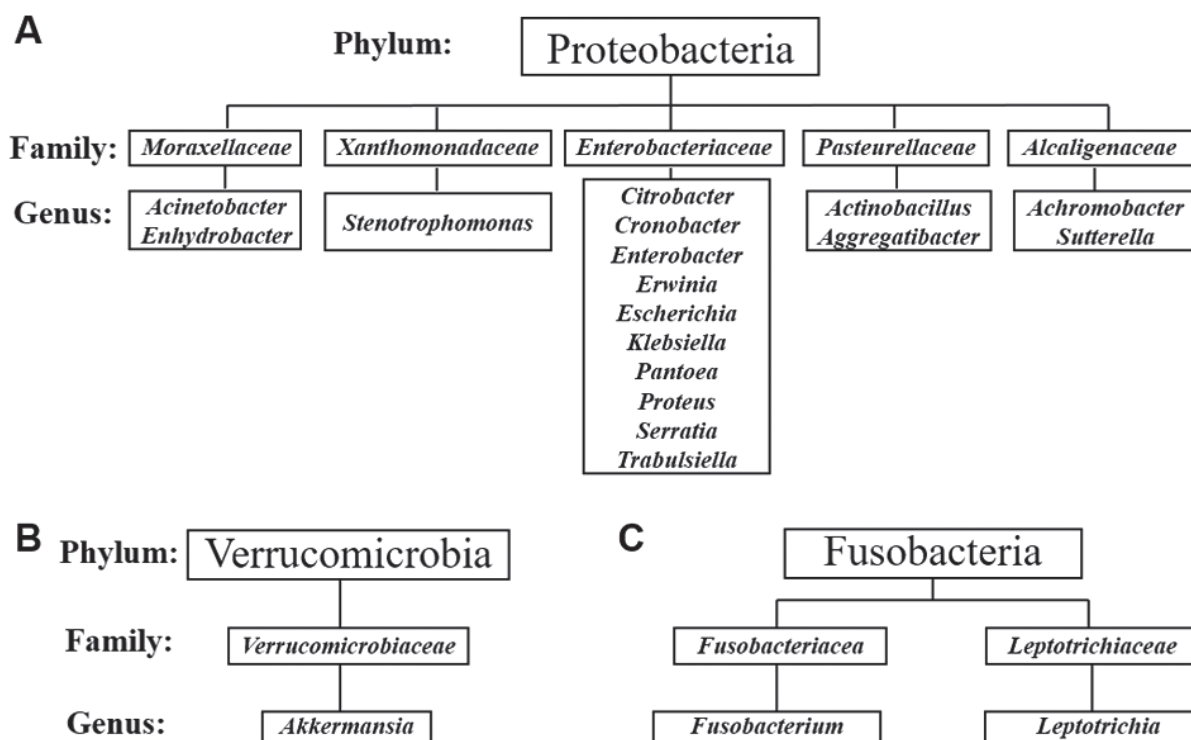 A
Phylum: Proteobacteria
Family: Moraxellaceae Xanthomonadaceae Enterobacteriaceae Pasteurellaceae Alcaligenaceae
Genus: Acinetobacter
Enhydrobacter
Stenotrophomonas
Citrobacter
Cronobacter
Enterobacter
Erwinia
Escherichia
Klebsiella
Pantoea
Proteus
Serratia
Trabulsiella
Actinobacillus
Aggregatibacter
Achromobacter
Sutterella
B
Phylum: Verrucomicrobia
Family: Verrucomicrobiaceae
Genus: Akkermansia
C
Fusobacteria
Fusobacteriacea Leptotrichiaceae
Fusobacterium Leptotrichia